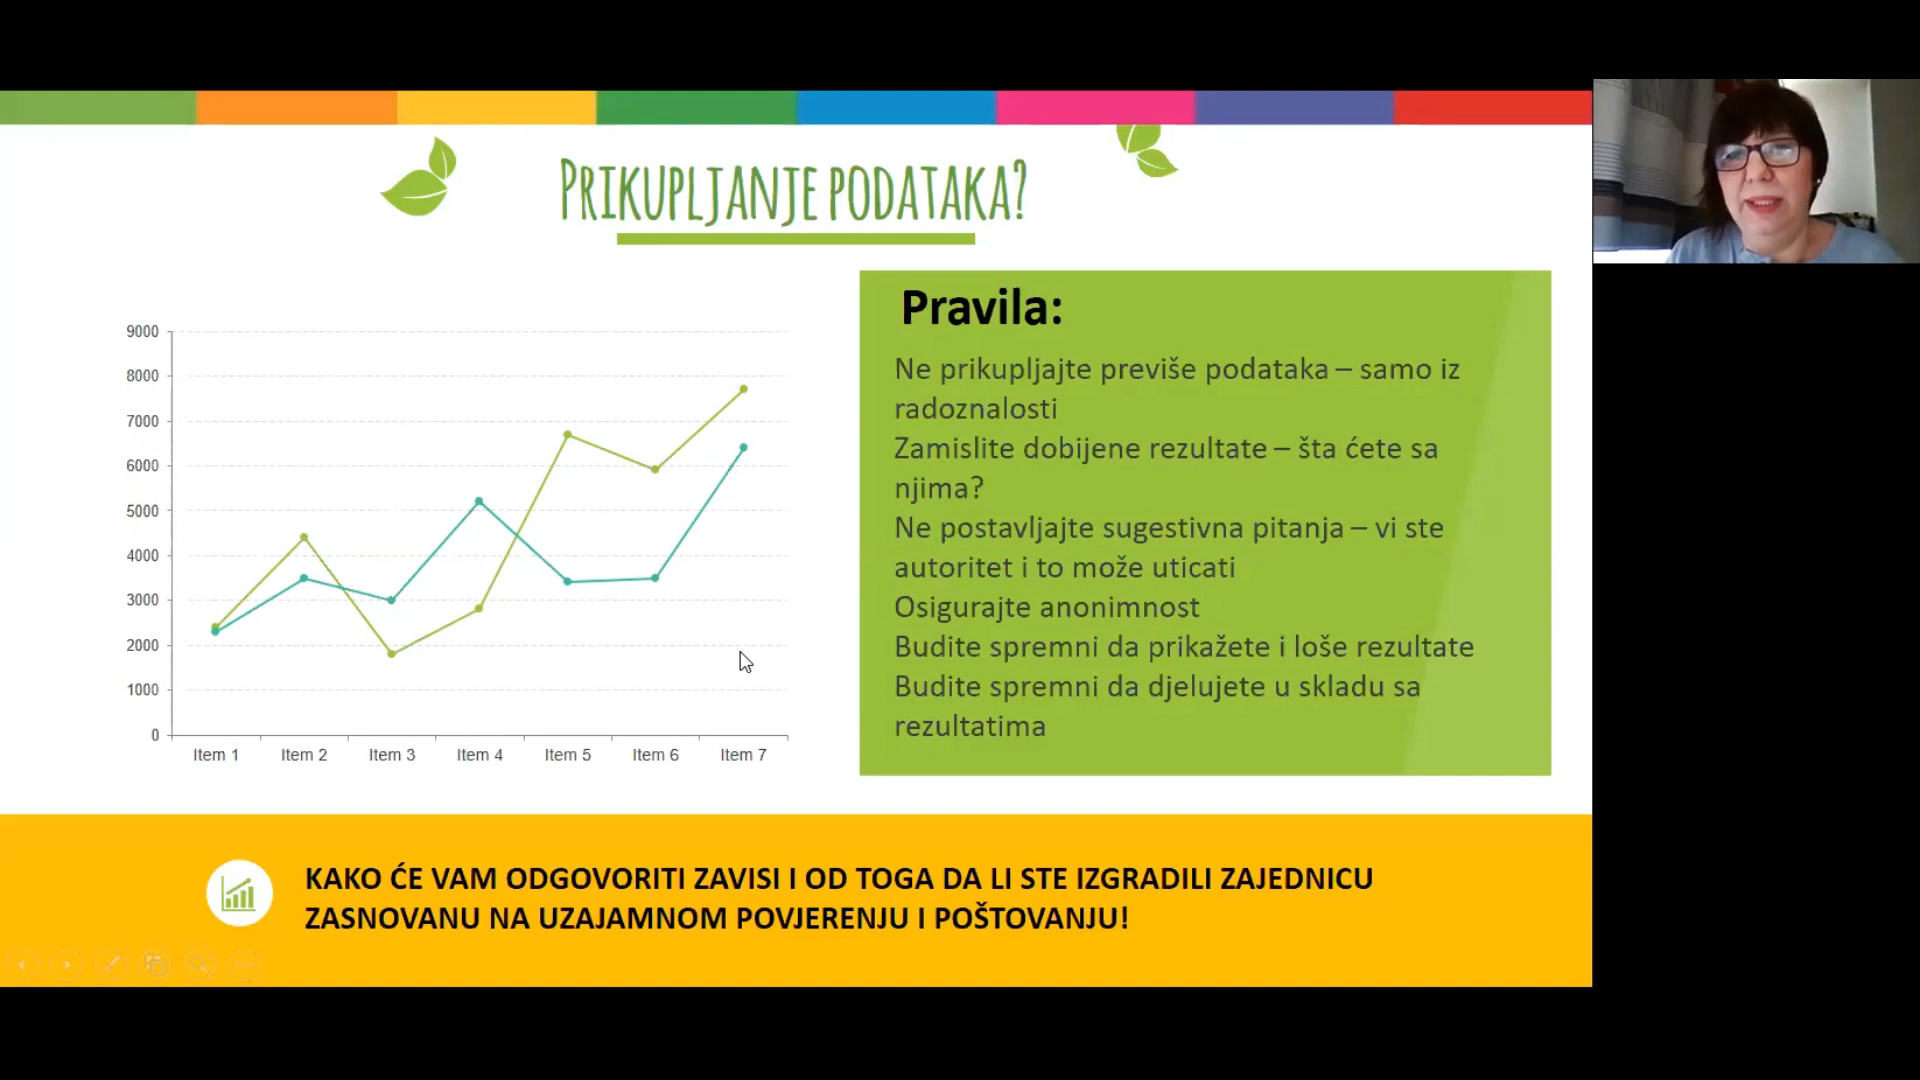 PRIKUPLJANJE PODATAKA?
9000
8000
7000
6000
5000
4000
3000
2000
1000
0
Item 1 Item 2 Item 3 Item 4 Item 5 Item 6 Item 7
Pravila:
Ne prikupljajte previše podataka – samo iz
radoznalosti
Zamislite dobijene rezultate – šta ćete sa
njima?
Ne postavljajte sugestivna pitanja – vi ste
autoritet i to može uticati
Osigurajte anonimnost
Budite spremni da prikažete i loše rezultate
Budite spremni da djelujete u skladu sa
rezultatima
KAKO ĆE VAM ODGOVORITI ZAVISI I OD TOGA DA LI STE IZGRADILI ZAJEDNICU
ZASNOVANU NA UZAJAMNOM POVJERENJU I POŠTOVANJU!